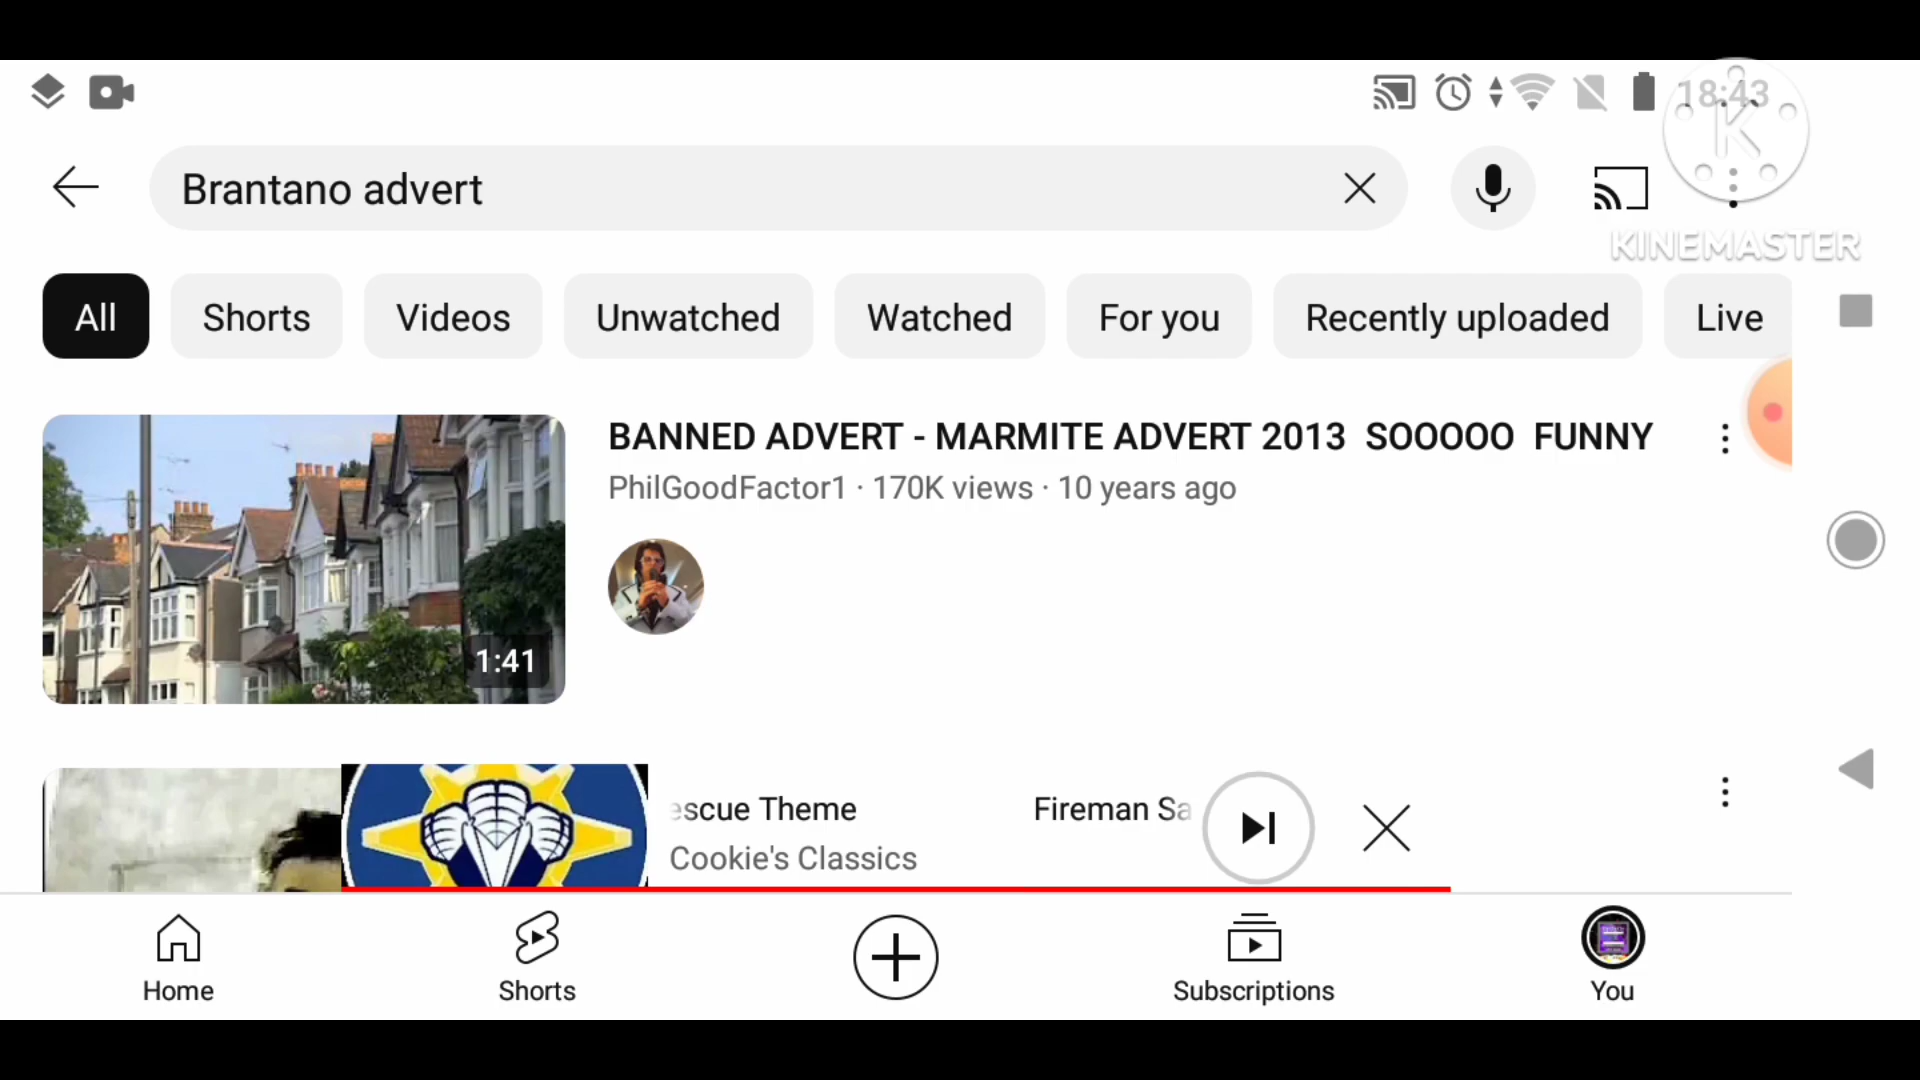 18:43
K
KINEMASTER
Brantano advert
All Shorts Videos Unwatched Watched For you Recently uploaded Live
BANNED ADVERT - MARMITE ADVERT 2013 SOOOOO FUNNY
PhilGoodFactor1 · 170K views · 10 years ago
1:41
escue Theme Fireman Sa
Cookie's Classics
Home Shorts Subscriptions You